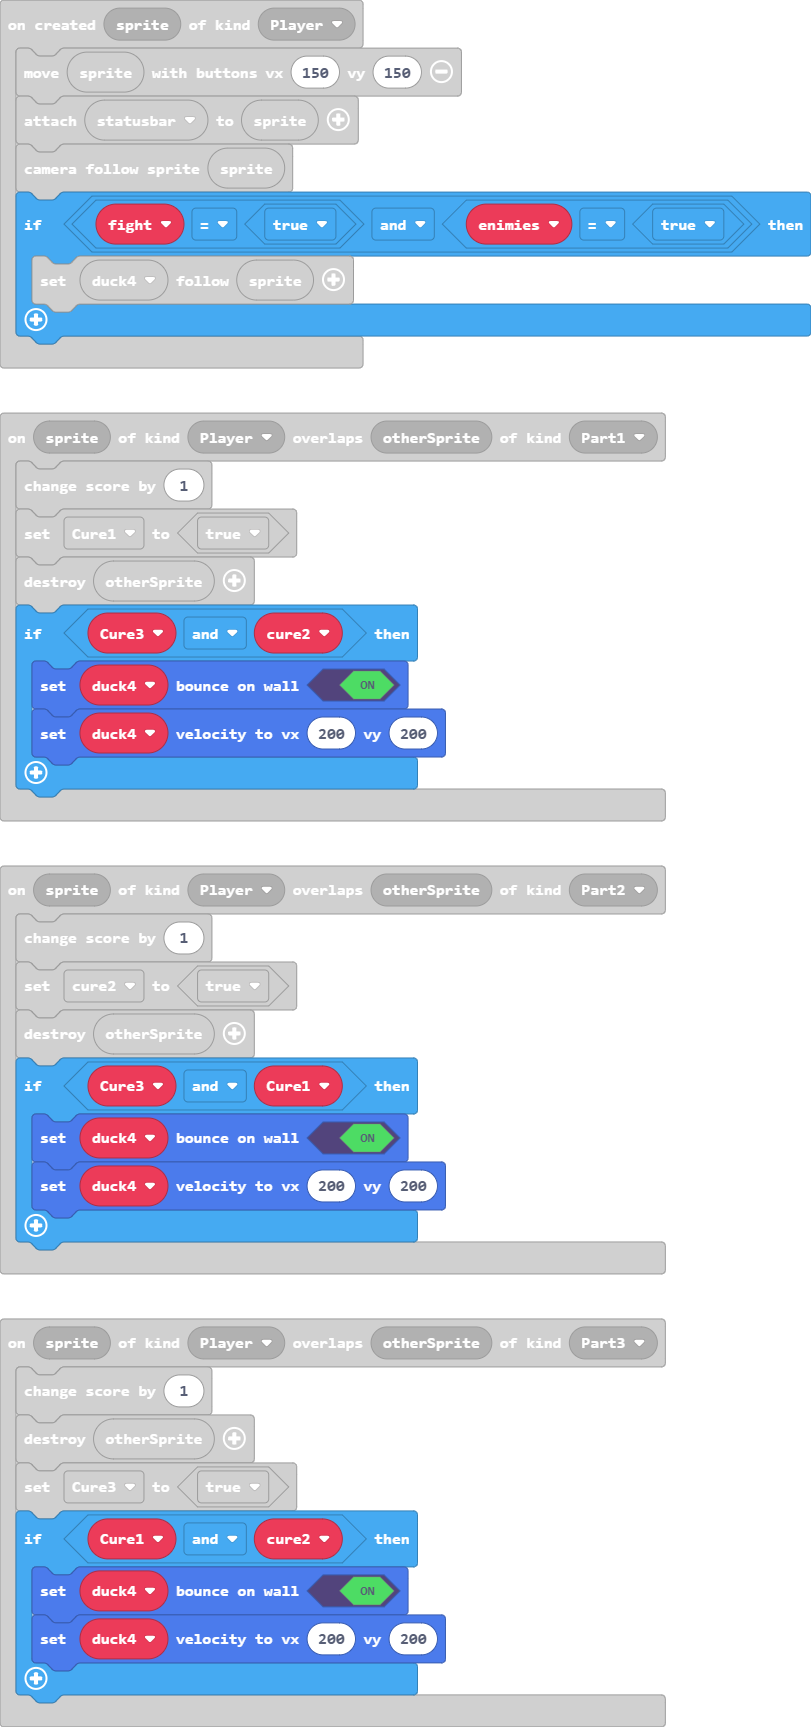 on created sprite of kind Player
move sprite with buttons vx 150 vy 150
attach statusbar to sprite
camera follow sprite sprite
if fight = true and enimies = true then
set duck4 follow sprite
on sprite of kind Player overlaps otherSprite of kind Part1
change score by 1
set Cure1 to true
destroy otherSprite
if Cure3 and cure2 then
set duck4 bounce on wall ON
set duck4 velocity to vx 200 vy 200
on sprite of kind Player overlaps otherSprite of kind Part2
change score by 1
set cure2 to true
destroy otherSprite
if Cure3 and Cure1 then
set duck4 bounce on wall ON
set duck4 velocity to vx 200 vy 200
on sprite of kind Player overlaps otherSprite of kind Part3
change score by 1
destroy otherSprite
set Cure3 to true
if Cure1 and cure2 then
set duck4 bounce on wall ON
set duck4 velocity to vx 200 vy 200